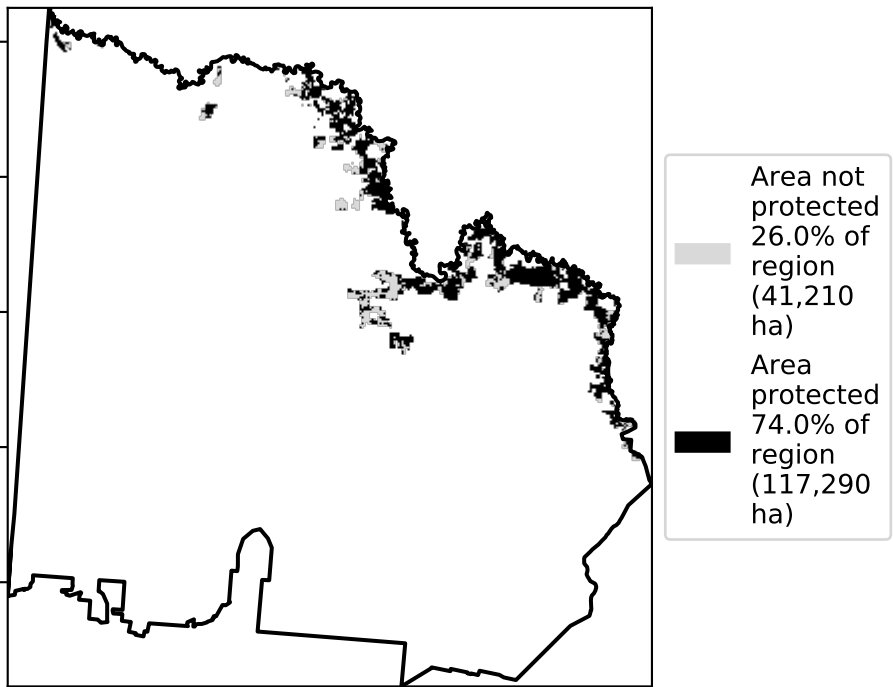 Area not
protected
26.0% of
region
(41,210
ha)
Area
protected
74.0% of
region
(117,290
ha)